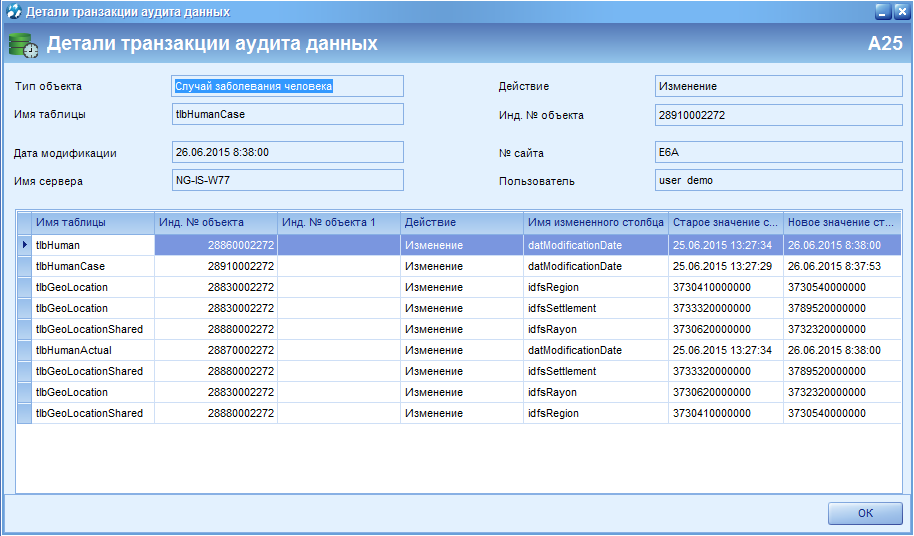 Детали транзакции аудита данных
Детали транзакции аудита данных A25
Тип объекта Случай заболевания человека Действие Изменение
Имя таблицы tlbHumanCase Инд. № объекта 28910002272
Дата модификации 26.06.2015 8:38:00 № сайта E6A
Имя сервера NG-IS-W77 Пользователь user demo
Имя таблицы Инд. № объекта Инд. № объекта 1 Действие Имя измененного столбца Старое значение с... Новое значение ст...
tlbHuman 28860002272 Изменение datModificationDate 25.06.2015 13:27:34 26.06.2015 8:38:00
tlbHumanCase 28910002272 Изменение datModificationDate 25.06.2015 13:27:29 26.06.2015 8:37:53
tlbGeoLocation 28830002272 Изменение idfsRegion 3730410000000 3730540000000
tlbGeoLocation 28830002272 Изменение idfsSettlement 3733320000000 3789520000000
tlbGeoLocationShared 28880002272 Изменение idfsRayon 3730620000000 3732320000000
tlbHumanActual 28870002272 Изменение datModificationDate 25.06.2015 13:27:34 26.06.2015 8:38:00
tlbGeoLocationShared 28880002272 Изменение idfsSettlement 3733320000000 3789520000000
tlbGeoLocation 28830002272 Изменение idfsRayon 3730620000000 3732320000000
tlbGeoLocationShared 28880002272 Изменение idfsRegion 3730410000000 3730540000000
ОК